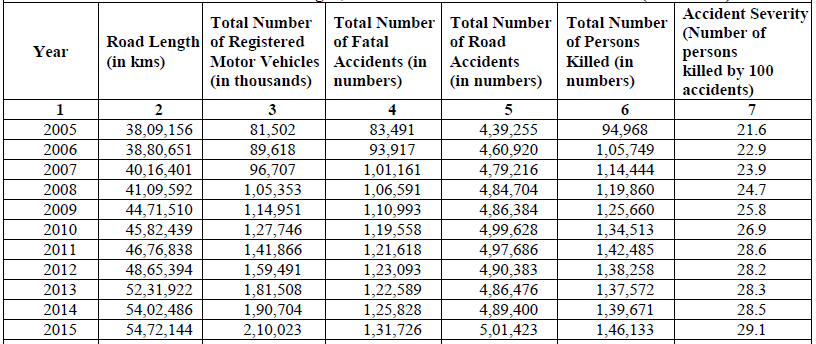 Year | Road Length (in kms) | Total Number of Registered Motor Vehicles (in thousands) | Total Number of Fatal Accidents (in numbers) | Total Number of Road Accidents (in numbers) | Total Number of Persons Killed (in numbers) | Accident Severity (Number of persons killed by 100 accidents)
1 | 2 | 3 | 4 | 5 | 6 | 7
2005 | 38,09,156 | 81,502 | 83,491 | 4,39,255 | 94,968 | 21.6
2006 | 38,80,651 | 89,618 | 93,917 | 4,60,920 | 1,05,749 | 22.9
2007 | 40,16,401 | 96,707 | 1,01,161 | 4,79,216 | 1,14,444 | 23.9
2008 | 41,09,592 | 1,05,353 | 1,06,591 | 4,84,704 | 1,19,860 | 24.7
2009 | 44,71,510 | 1,14,951 | 1,10,993 | 4,86,384 | 1,25,660 | 25.8
2010 | 45,82,439 | 1,27,746 | 1,19,558 | 4,99,628 | 1,34,513 | 26.9
2011 | 46,76,838 | 1,41,866 | 1,21,618 | 4,97,686 | 1,42,485 | 28.6
2012 | 48,65,394 | 1,59,491 | 1,23,093 | 4,90,383 | 1,38,258 | 28.2
2013 | 52,31,922 | 1,81,508 | 1,22,589 | 4,86,476 | 1,37,572 | 28.3
2014 | 54,02,486 | 1,90,704 | 1,25,828 | 4,89,400 | 1,39,671 | 28.5
2015 | 54,72,144 | 2,10,023 | 1,31,726 | 5,01,423 | 1,46,133 | 29.1